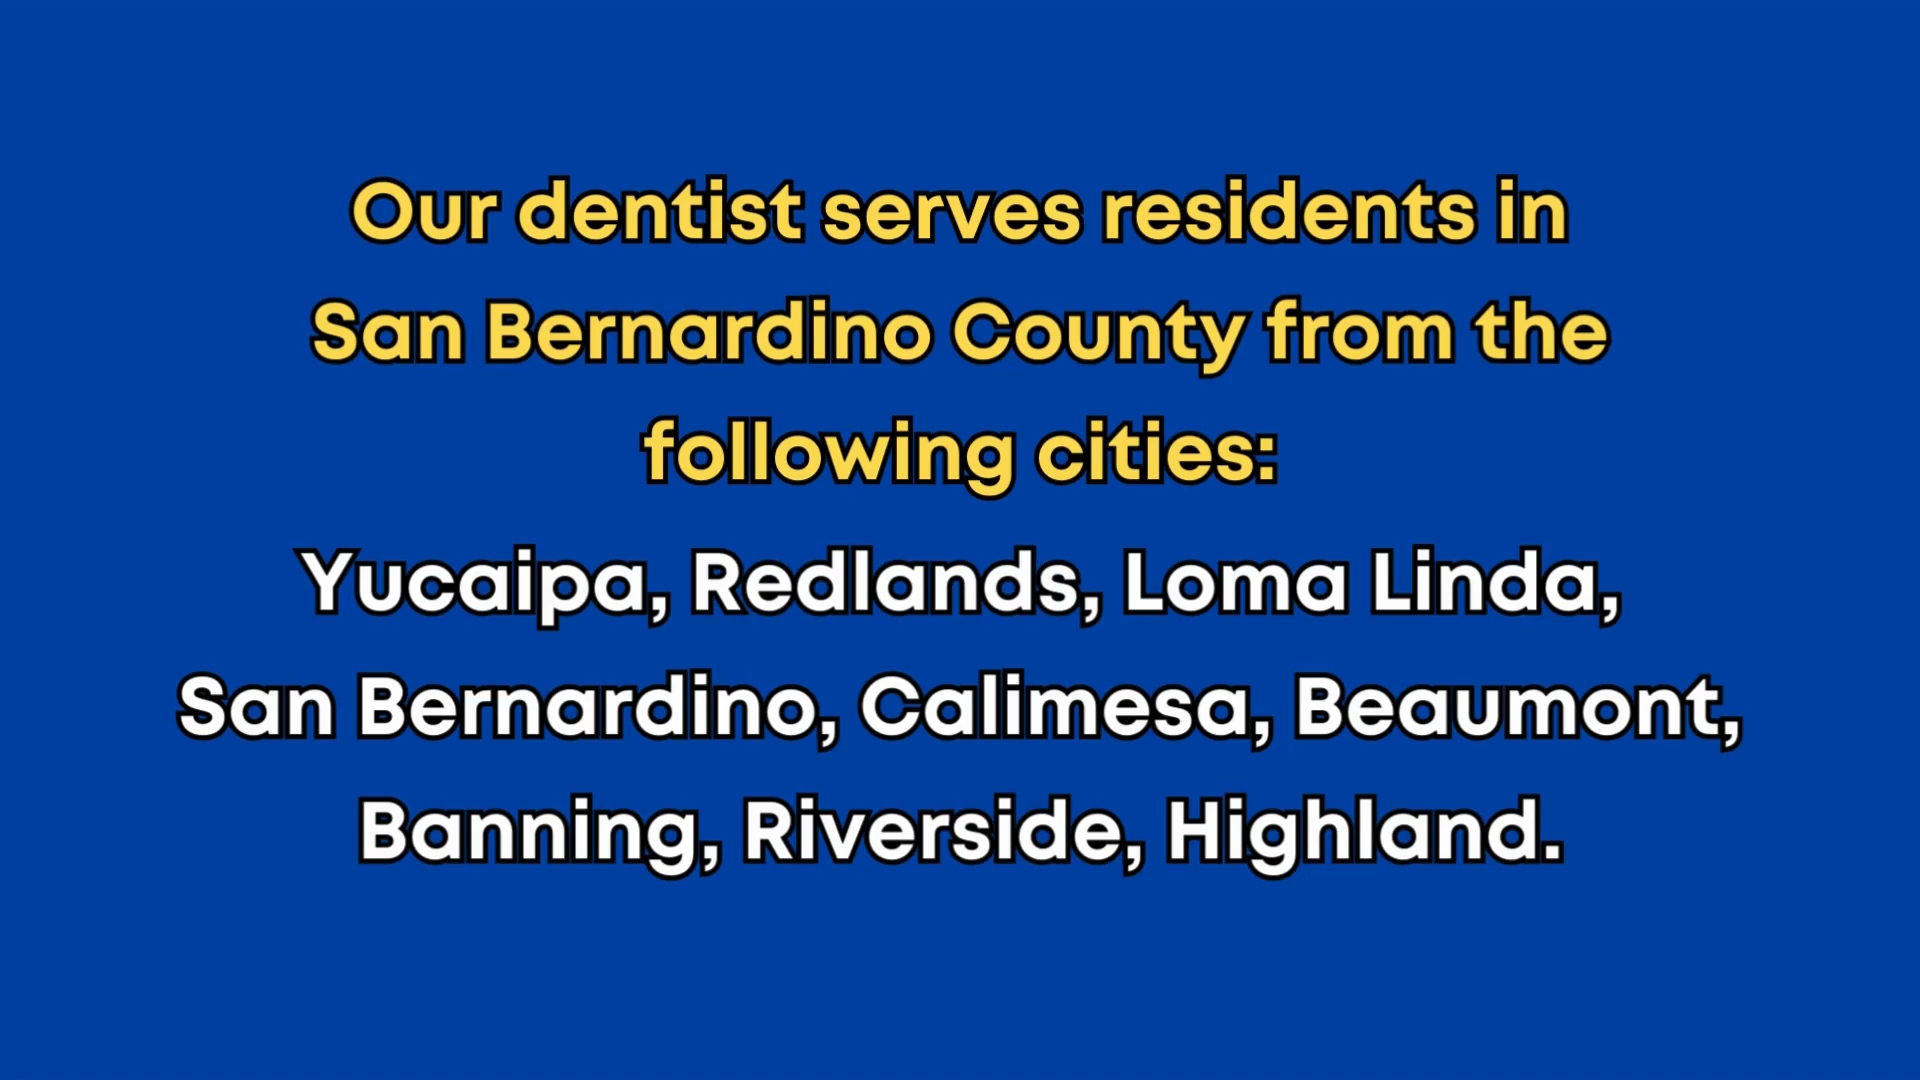 Our dentist serves residents in
San Bernardino County from the
following cities:
Yucaipa, Redlands, Loma Linda,
San Bernardino, Calimesa, Beaumont,
Banning, Riverside, Highland.